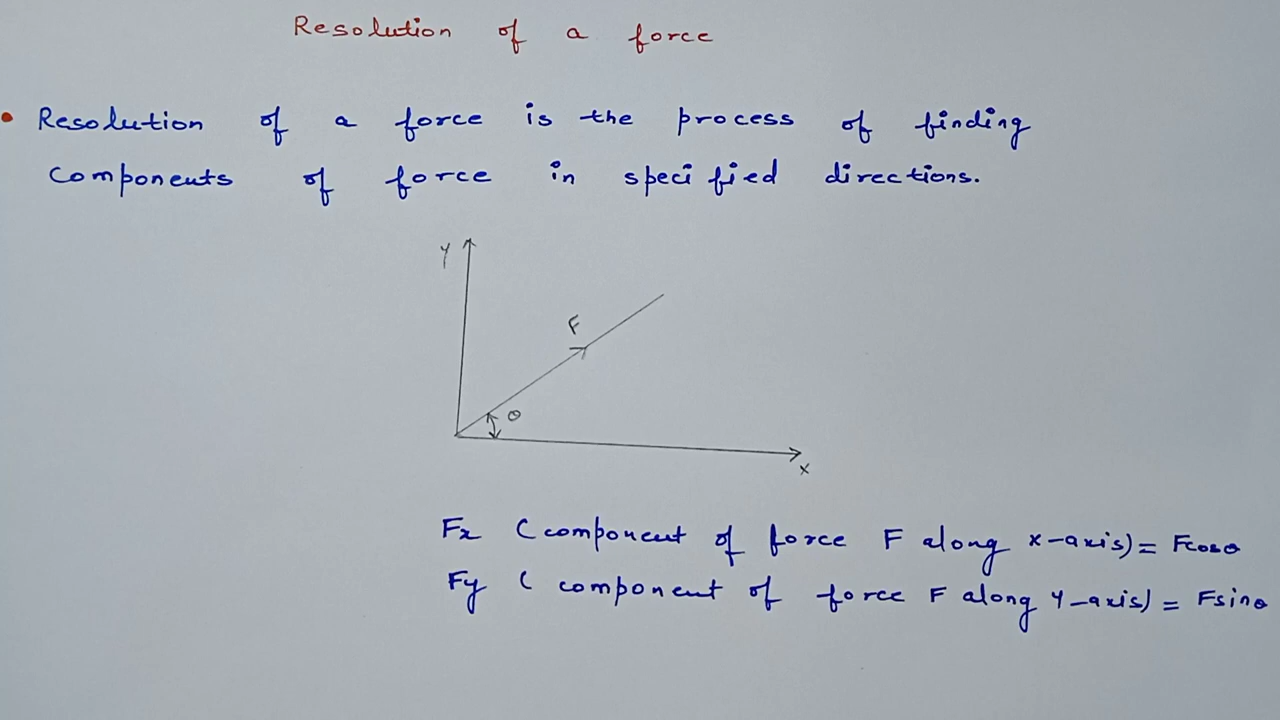 Resolution of a force
• Resolution of a force is the process of finding
components of force in specified directions.
Y
F
θ
x
Fx (component of force F along x-axis) = Fcosθ
Fy (component of force F along Y-axis) = Fsinθ